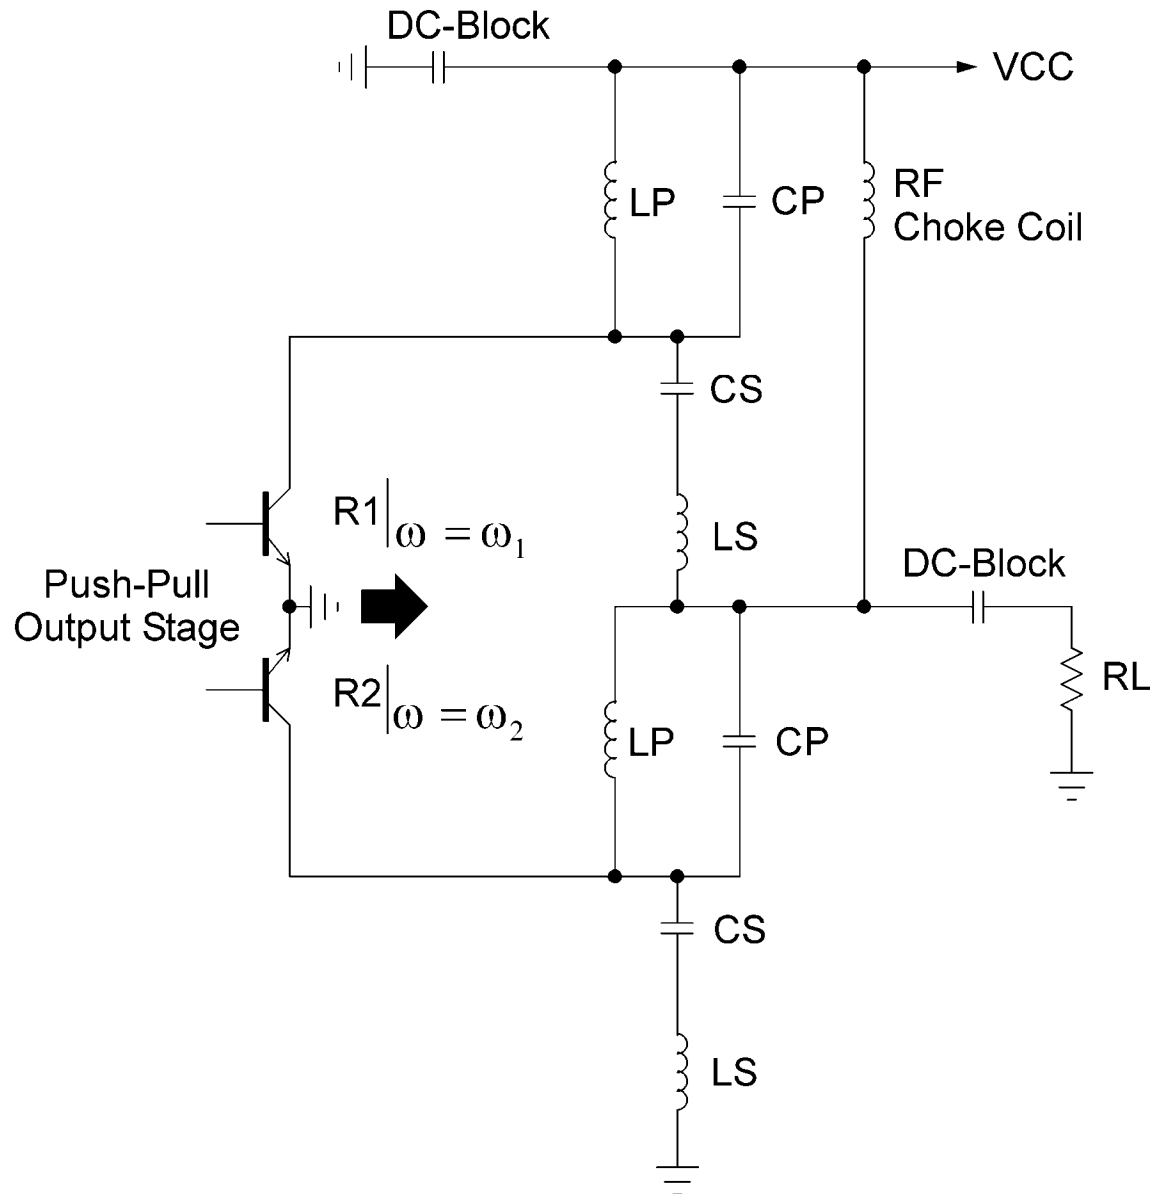 DC-Block
VCC
LP
CP
RF
Choke Coil
CS
R1|ω = ω1
LS
DC-Block
Push-Pull
Output Stage
R2|ω = ω2
RL
LP
CP
CS
LS